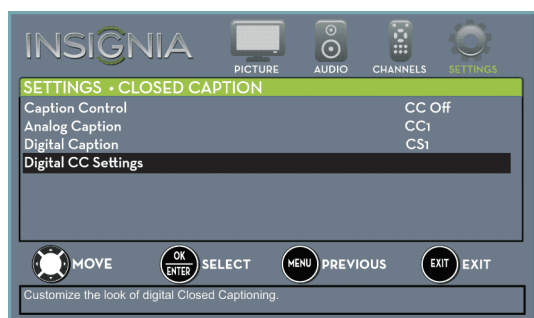 INSIGNIA
PICTURE AUDIO CHANNELS SETTINGS
SETTINGS • CLOSED CAPTION
Caption Control CC Off
Analog Caption CC1
Digital Caption CS1
Digital CC Settings
MOVE OK ENTER SELECT MENU PREVIOUS EXIT EXIT
Customize the look of digital Closed Captioning.